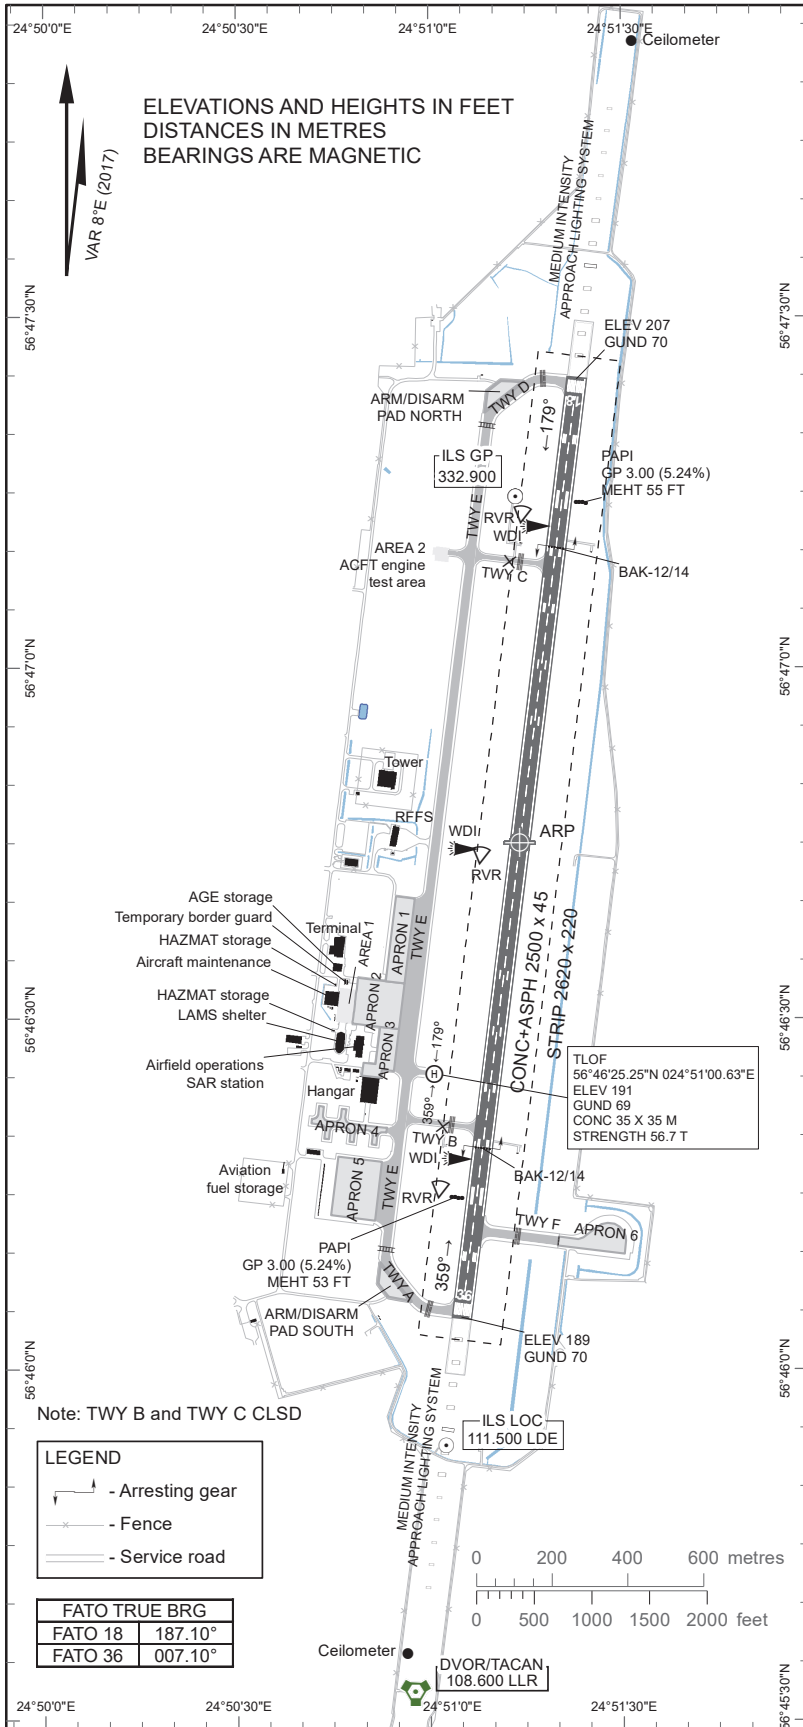 24°50'0"E
24°50'30"E
24°51'0"E
24°51'30"E
Ceilometer
ELEVATIONS AND HEIGHTS IN FEET
DISTANCES IN METRES
BEARINGS ARE MAGNETIC
VAR 8°E (2017)
MEDIUM INTENSITY
APPROACH LIGHTING SYSTEM
56°47'30"N
56°47'30"N
ELEV 207
GUND 70
ARM/DISARM
PAD NORTH
TWY D
18
←179°
ILS GP
332.900
PAPI
GP 3.00 (5.24%)
MEHT 55 FT
TWY E
RVR
WDI
AREA 2
ACFT engine
test area
TWY C
BAK-12/14
56°47'0"N
56°47'0"N
Tower
RFFS
WDI
ARP
RVR
AGE storage
Temporary border guard
Terminal
HAZMAT storage
Aircraft maintenance
AREA 1
APRON 1
TWY E
CONC+ASPH 2500 x 45
STRIP 2620 x 220
HAZMAT storage
LAMS shelter
APRON 2
56°46'30"N
56°46'30"N
Airfield operations
SAR station
APRON 3
←179°
H
TLOF
56°46'25.25"N 024°51'00.63"E
ELEV 191
GUND 69
CONC 35 X 35 M
STRENGTH 56.7 T
Hangar
359°→
APRON 4
TWY B
WDI
BAK-12/14
Aviation
fuel storage
APRON 5
TWY E
RVR
TWY F
APRON 6
PAPI
GP 3.00 (5.24%)
MEHT 53 FT
359°→
36
TWY A
ARM/DISARM
PAD SOUTH
ELEV 189
GUND 70
56°46'0"N
56°46'0"N
Note: TWY B and TWY C CLSD
MEDIUM INTENSITY
APPROACH LIGHTING SYSTEM
ILS LOC
111.500 LDE
LEGEND
- Arresting gear
- Fence
- Service road
0 200 400 600 metres
0 500 1000 1500 2000 feet
FATO TRUE BRG
FATO 18 187.10°
FATO 36 007.10°
Ceilometer
DVOR/TACAN
108.600 LLR
56°45'30"N
24°50'0"E
24°50'30"E
24°51'0"E
24°51'30"E